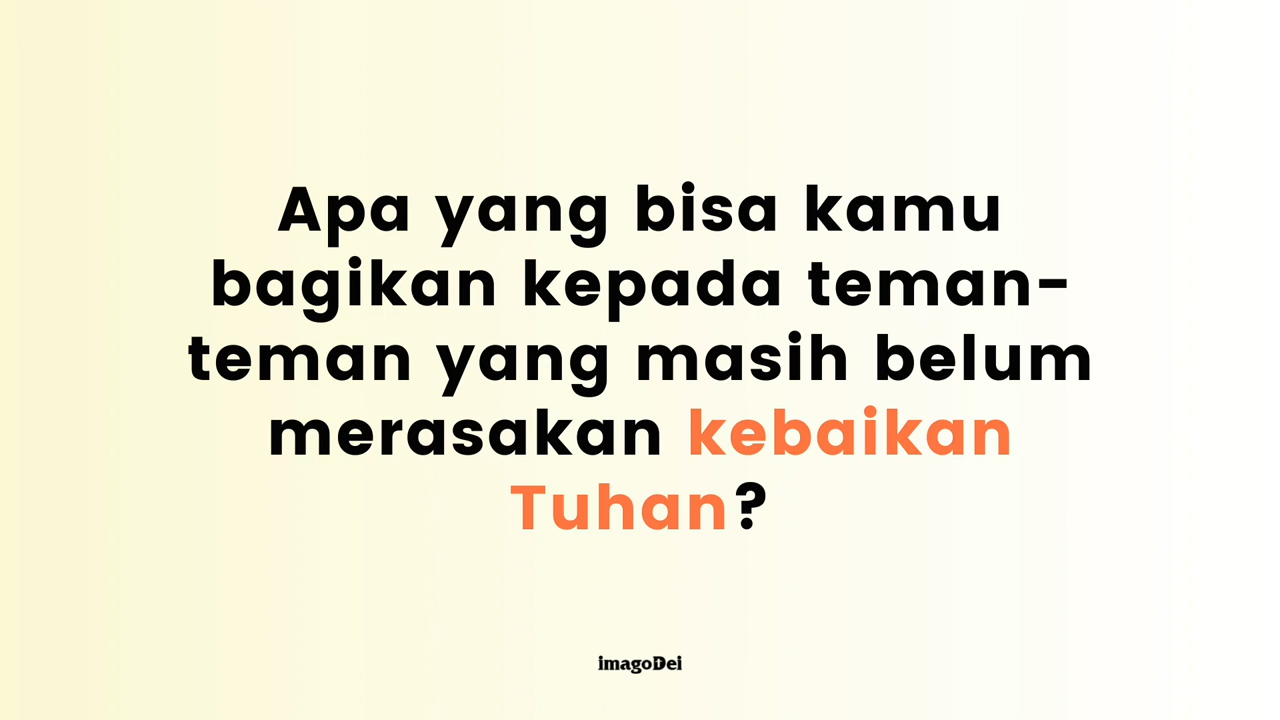 Apa yang bisa kamu
bagikan kepada teman-
teman yang masih belum
merasakan kebaikan
Tuhan?
imagoDei